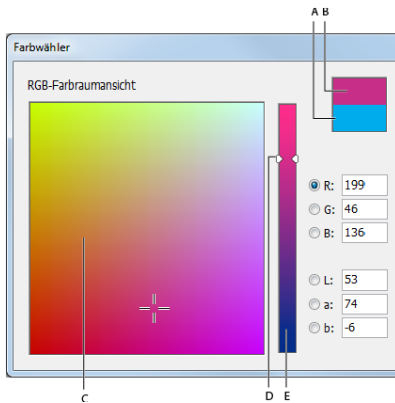 A B
Farbwähler
RGB-Farbraumansicht
A
R: 199
G: 46
B: 136
L: 53
a: 74
b: -6
C
D
E